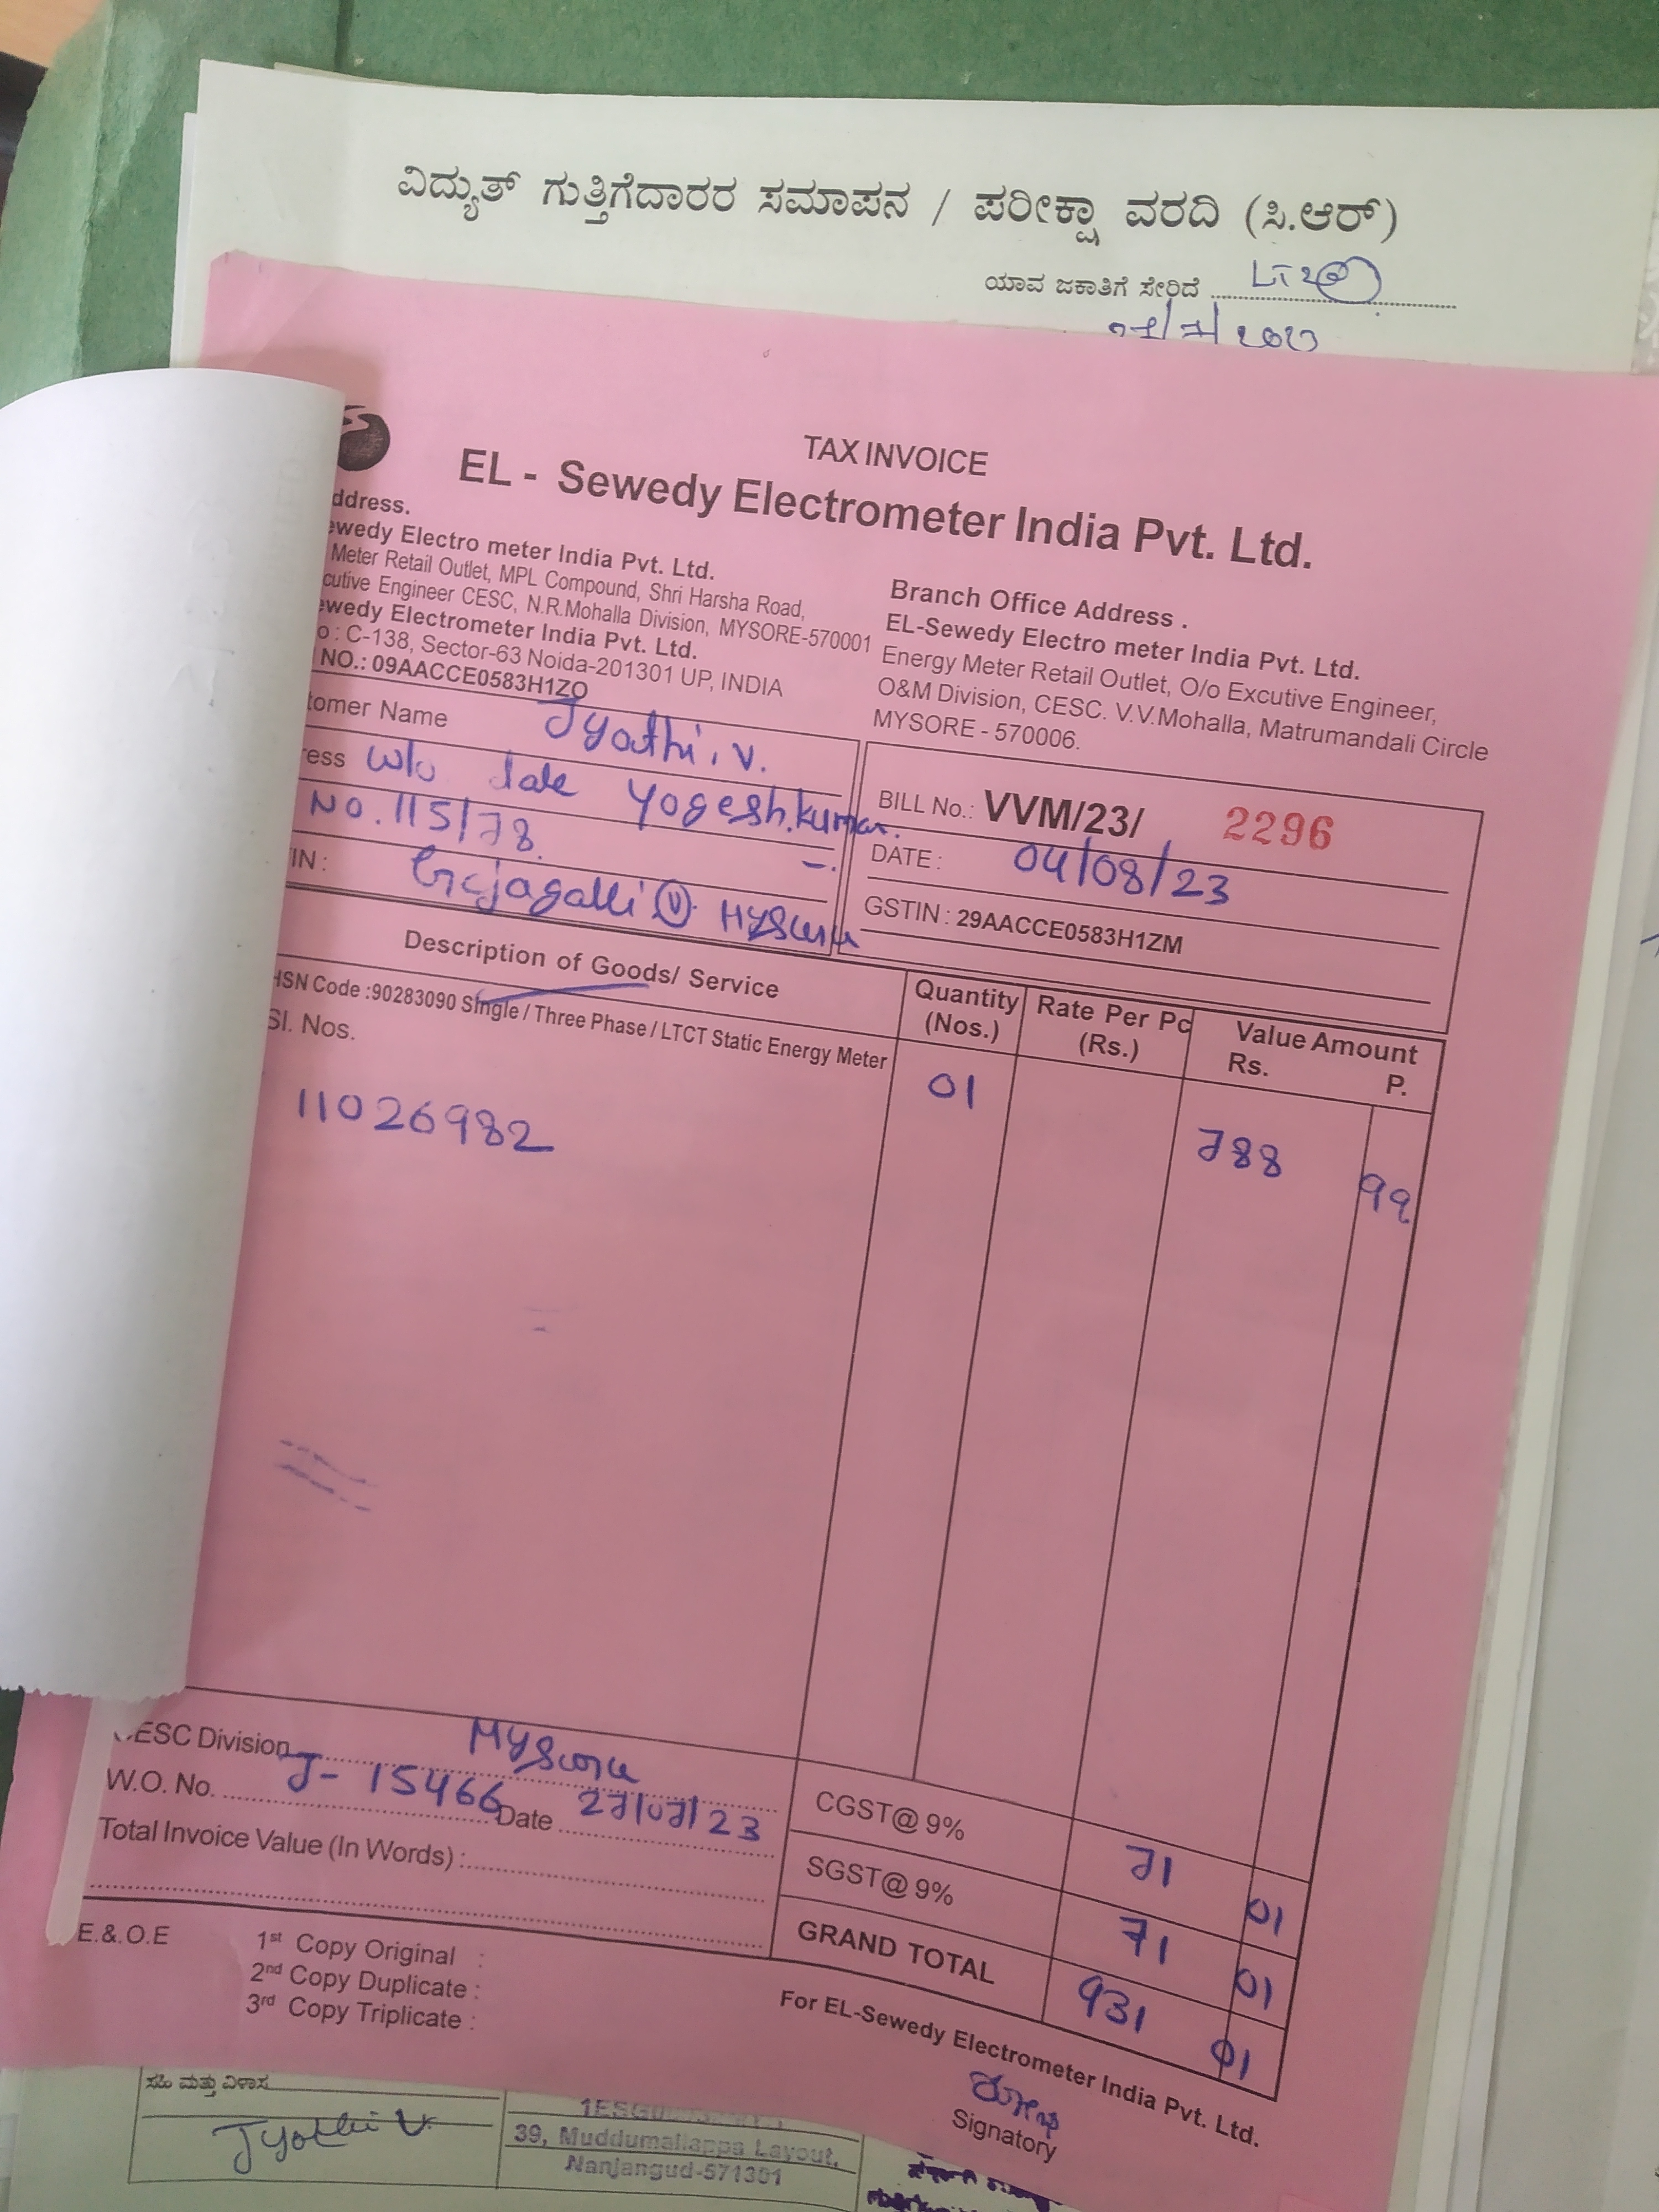 ವಿದ್ಯುತ್ ಗುತ್ತಿಗೆದಾರರ ಸಮಾಪನ / ಪರೀಕ್ಷಾ ವರದಿ (ಸಿ.ಆರ್)
ಯಾವ ಜಕಾತಿಗೆ ಸೇರಿದೆ
TAX INVOICE
EL - Sewedy Electrometer India Pvt. Ltd.
ddress.
ewedy Electro meter India Pvt. Ltd.
Meter Retail Outlet, MPL Compound, Shri Harsha Road,
cutive Engineer CESC, N.R.Mohalla Division, MYSORE-570001
ewedy Electrometer India Pvt. Ltd.
o : C-138, Sector-63 Noida-201301 UP, INDIA
NO.: 09AACCE0583H1ZO
Branch Office Address .
EL-Sewedy Electro meter India Pvt. Ltd.
Energy Meter Retail Outlet, O/o Excutive Engineer,
O&M Division, CESC. V.V.Mohalla, Matrumandali Circle
MYSORE - 570006.
tomer Name Jyothi.V.
ress w/o late Yogesh.kumar.
No.115/78.
IN : Gejagalli (V) Mysore
BILL No.: VVM/23/ 2296
DATE : 04/08/23
GSTIN : 29AACCE0583H1ZM
Description of Goods/ Service Quantity (Nos.) Rate Per Pc (Rs.) Value Amount Rs. P.
HSN Code :90283090 Single / Three Phase / LTCT Static Energy Meter
Sl. Nos.
11026982 01 788 99
CESC Division Mysore
W.O. No. J-15466 Date 27/07/23
Total Invoice Value (In Words) :
CGST@ 9% 71 01
SGST@ 9% 71 01
GRAND TOTAL 931 01
E.&.O.E
1st Copy Original :
2nd Copy Duplicate :
3rd Copy Triplicate :
For EL-Sewedy Electrometer India Pvt. Ltd.
Signatory
ಸಹಿ ಮತ್ತು ವಿಳಾಸ
Jyothi V.
39, Muddumallappa Layout,
Nanjangud-571301